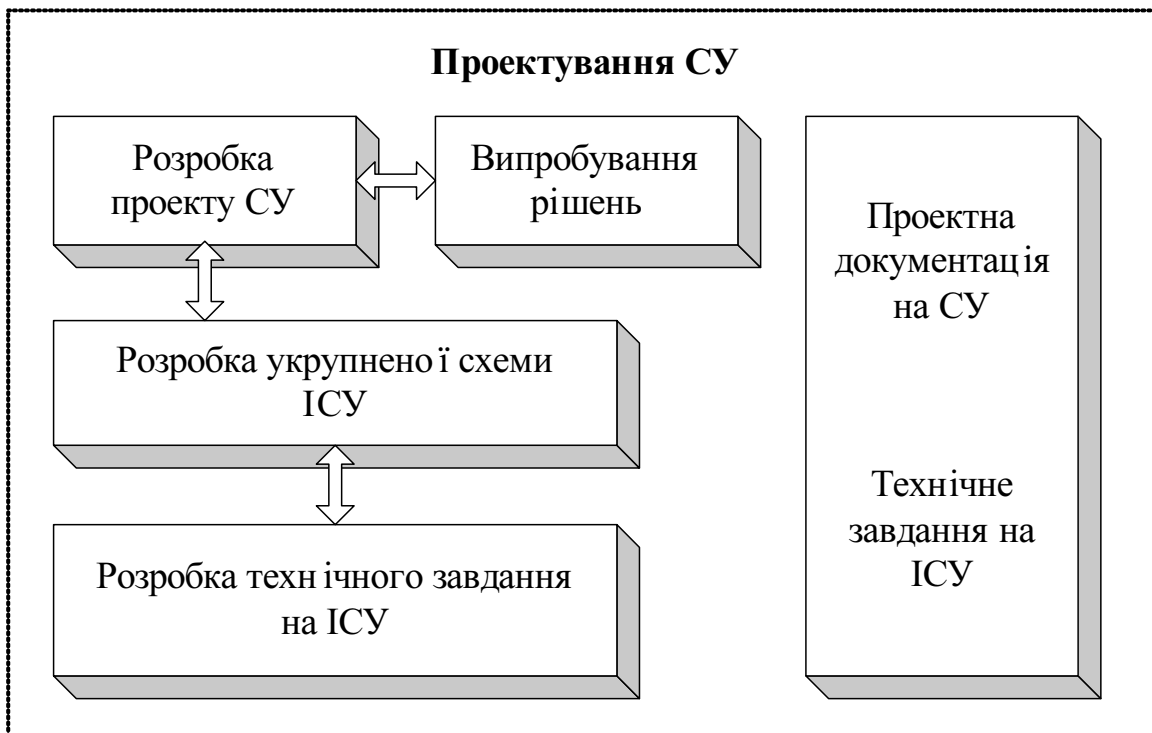 Проектування СУ
Розробка
проекту СУ
Випробування
рішень
Розробка укрупненої схеми
ІСУ
Розробка технічного завдання
на ІСУ
Проектна
документація
на СУ
Технічне
завдання на
ІСУ